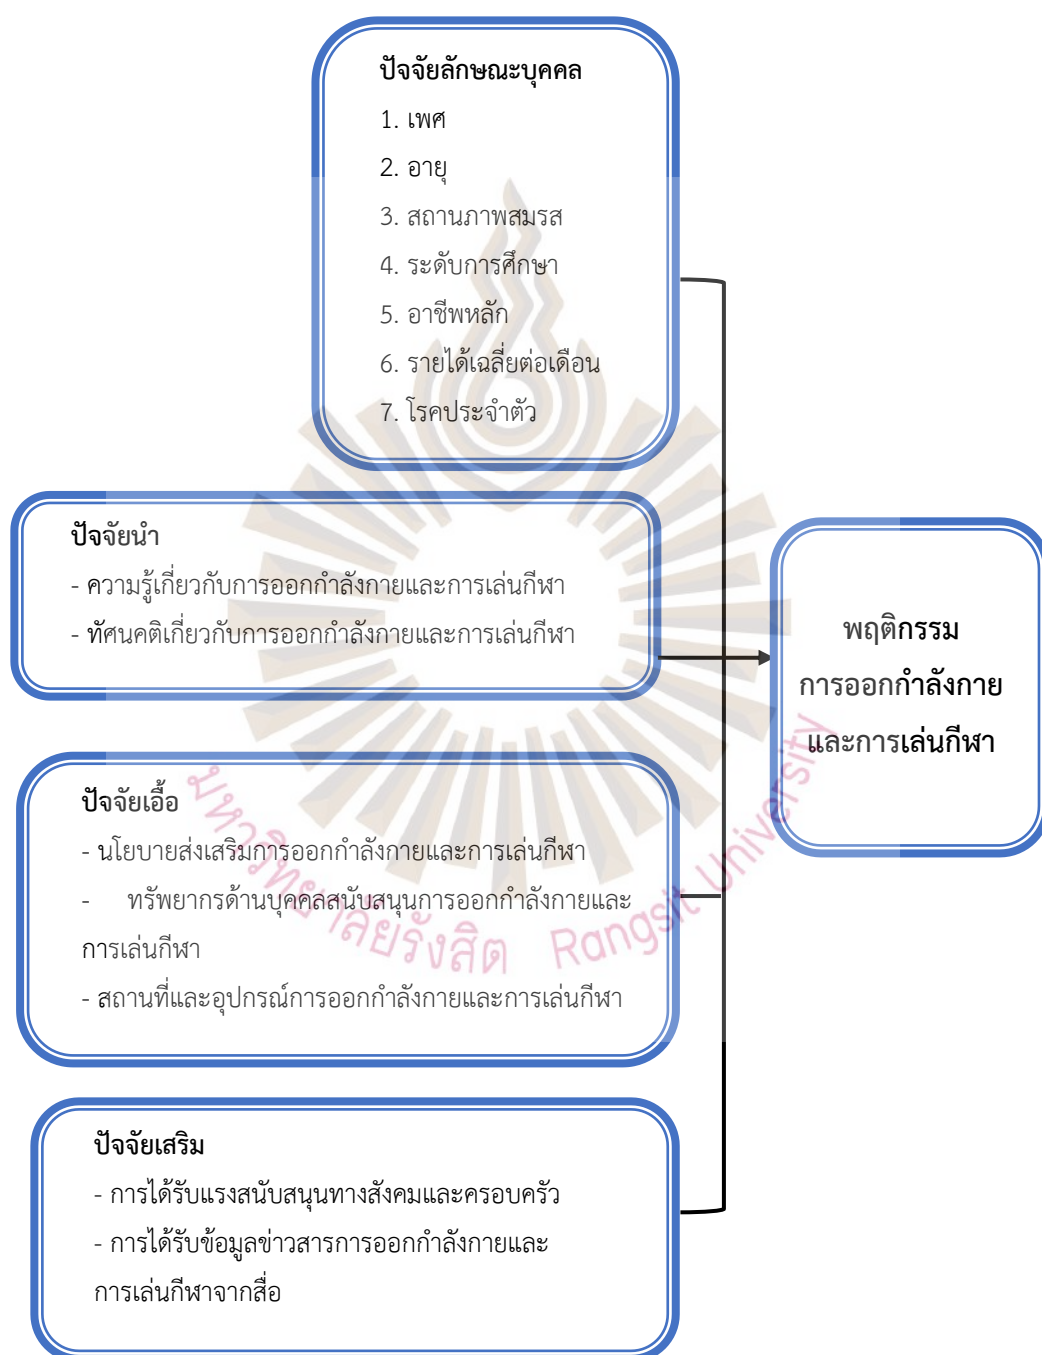 ปัจจัยลักษณะบุคคล
1. เพศ
2. อายุ
3. สถานภาพสมรส
4. ระดับการศึกษา
5. อาชีพหลัก
6. รายได้เฉลี่ยต่อเดือน
7. โรคประจำตัว
ปัจจัยนำ
- ความรู้เกี่ยวกับการออกกำลังกายและการเล่นกีฬา
- ทัศนคติเกี่ยวกับการออกกำลังกายและการเล่นกีฬา
พฤติกรรม
การออกกำลังกาย
และการเล่นกีฬา
ปัจจัยเอื้อ
- นโยบายส่งเสริมการออกกำลังกายและการเล่นกีฬา
- ทรัพยากรด้านบุคคลสนับสนุนการออกกำลังกายและ
การเล่นกีฬา
- สถานที่และอุปกรณ์การออกกำลังกายและการเล่นกีฬา
ปัจจัยเสริม
- การได้รับแรงสนับสนุนทางสังคมและครอบครัว
- การได้รับข้อมูลข่าวสารการออกกำลังกายและ
การเล่นกีฬาจากสื่อ
มหาวิทยาลัยรังสิต Rangsit University